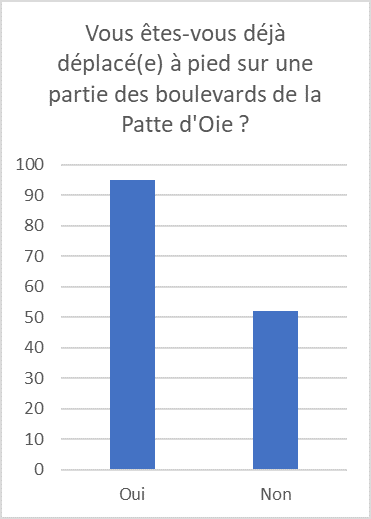 Vous êtes-vous déjà
déplacé(e) à pied sur une
partie des boulevards de la
Patte d'Oie ?
100
90
80
70
60
50
40
30
20
10
0
Oui Non